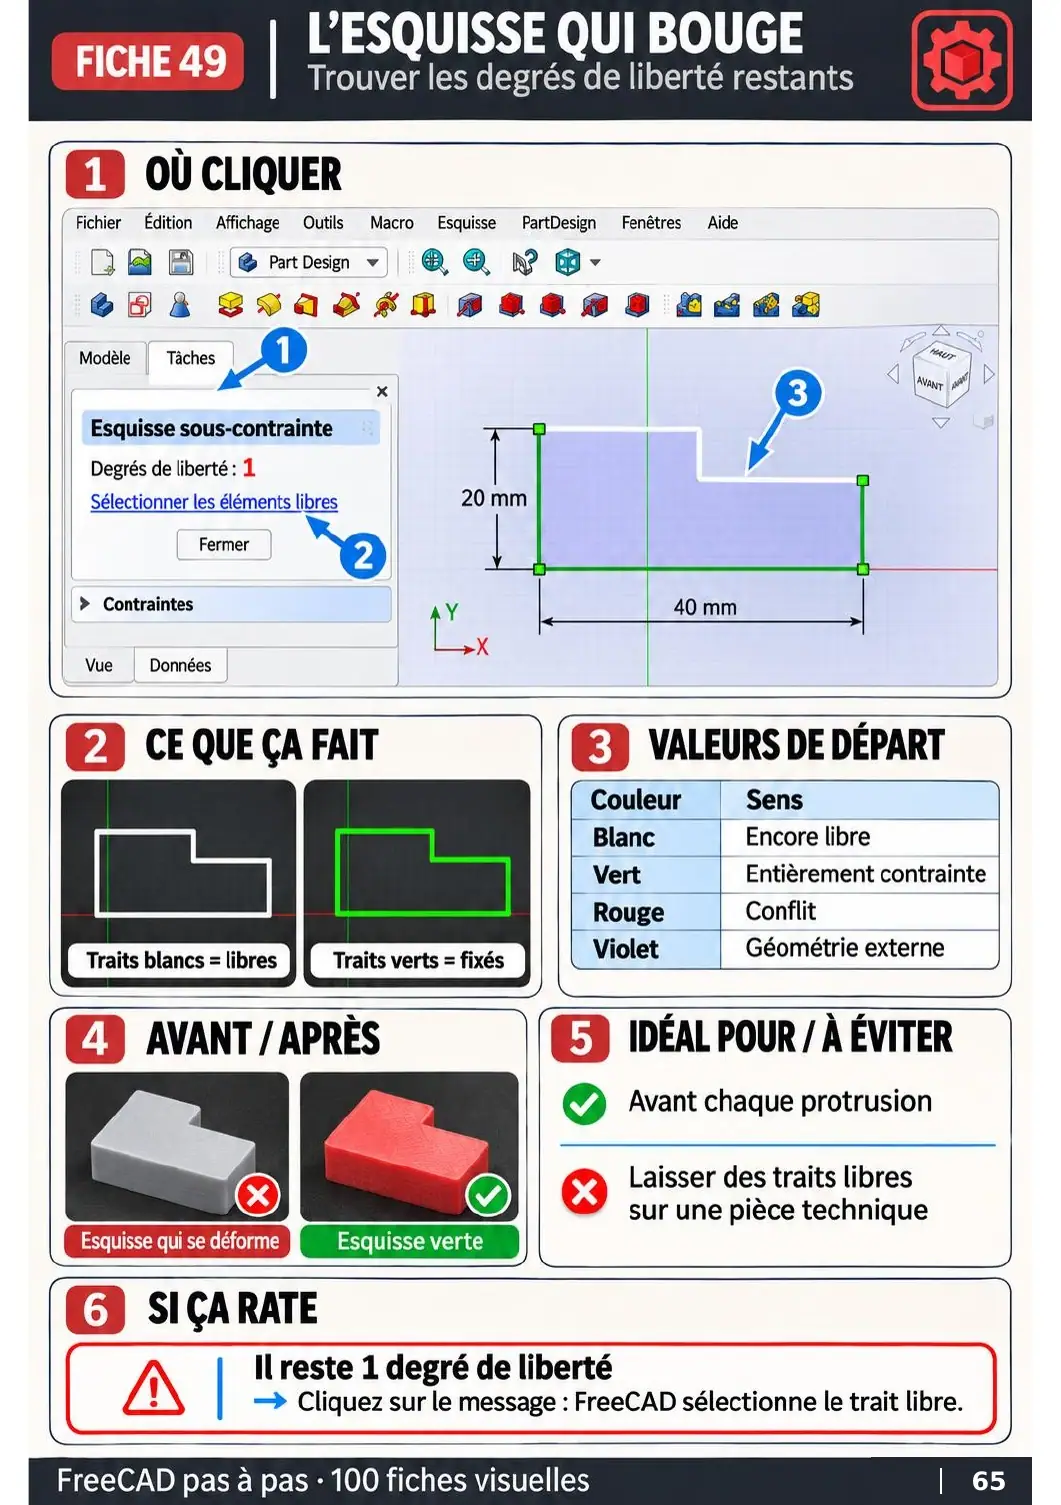 FICHE 49
L'ESQUISSE QUI BOUGE
Trouver les degrés de liberté restants
1 OÙ CLIQUER
Fichier Édition Affichage Outils Macro Esquisse PartDesign Fenêtres Aide
Part Design
Modèle Tâches
1
Esquisse sous-contrainte
Degrés de liberté : 1
Sélectionner les éléments libres
Fermer
2
Contraintes
Vue Données
3
HAUT
AVANT
20 mm
40 mm
Y
X
2 CE QUE ÇA FAIT
Traits blancs = libres
Traits verts = fixés
3 VALEURS DE DÉPART
Couleur Sens
Blanc Encore libre
Vert Entièrement contrainte
Rouge Conflit
Violet Géométrie externe
4 AVANT / APRÈS
Esquisse qui se déforme
Esquisse verte
5 IDÉAL POUR / À ÉVITER
Avant chaque protrusion
Laisser des traits libres
sur une pièce technique
6 SI ÇA RATE
Il reste 1 degré de liberté
→ Cliquez sur le message : FreeCAD sélectionne le trait libre.
FreeCAD pas à pas · 100 fiches visuelles | 65